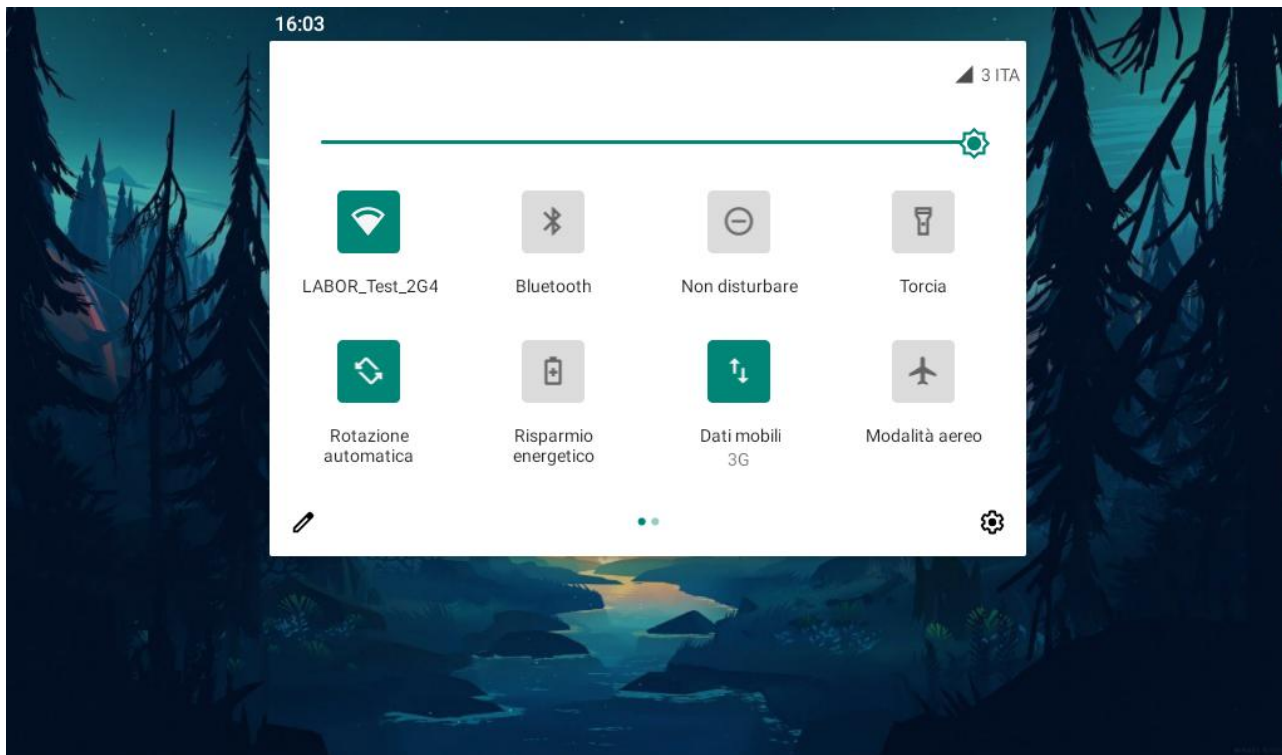 16:03
3 ITA
LABOR_Test_2G4
Bluetooth
Non disturbare
Torcia
Rotazione
automatica
Risparmio
energetico
Dati mobili
3G
Modalità aereo